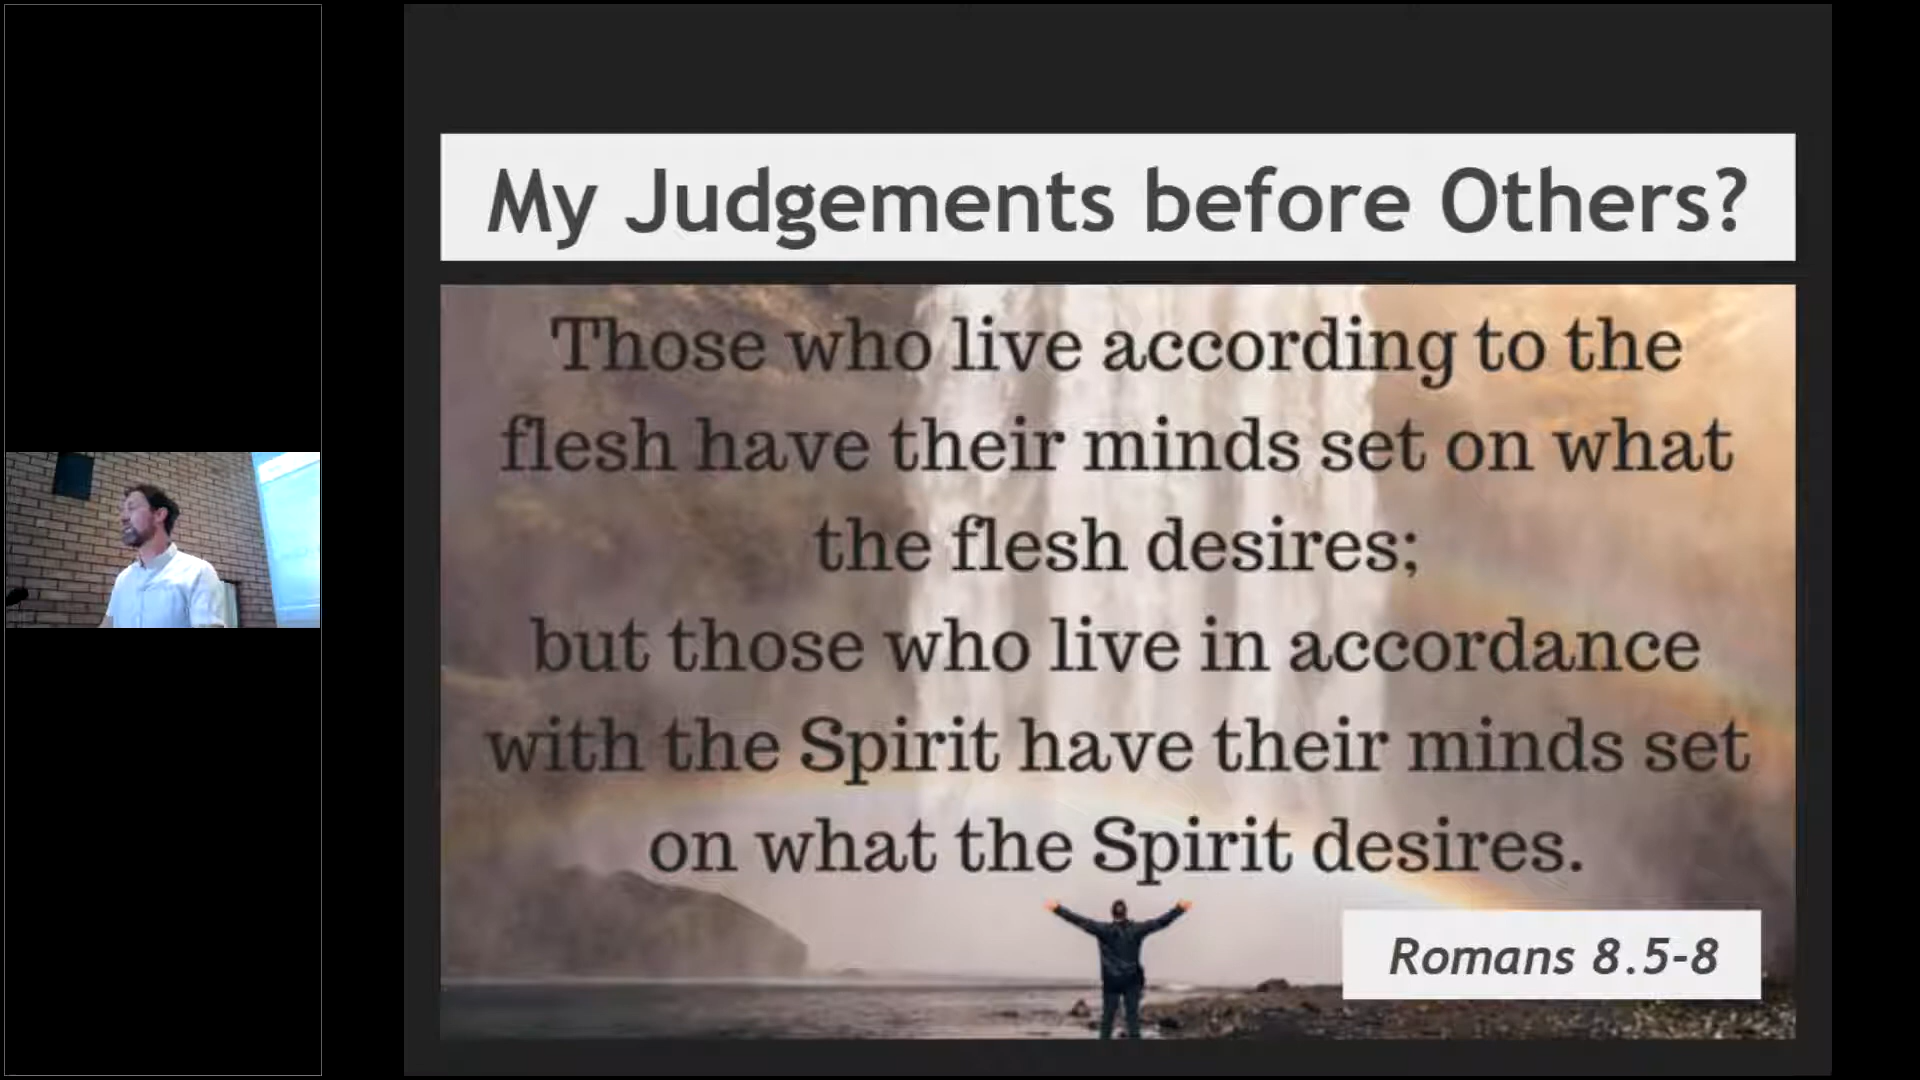 My Judgements before Others?
Those who live according to the
flesh have their minds set on what
the flesh desires;
but those who live in accordance
with the Spirit have their minds set
on what the Spirit desires.
Romans 8.5-8